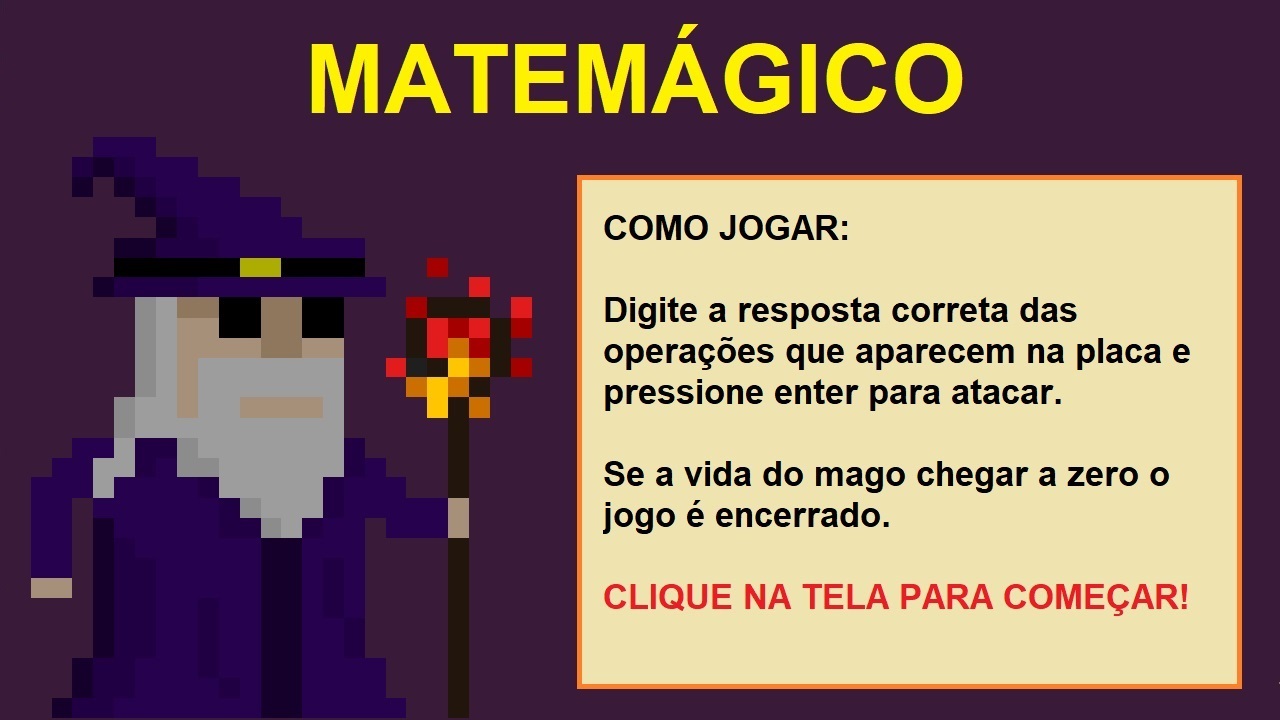 MATEMÁGICO
COMO JOGAR:
Digite a resposta correta das
operações que aparecem na placa e
pressione enter para atacar.
Se a vida do mago chegar a zero o
jogo é encerrado.
CLIQUE NA TELA PARA COMEÇAR!